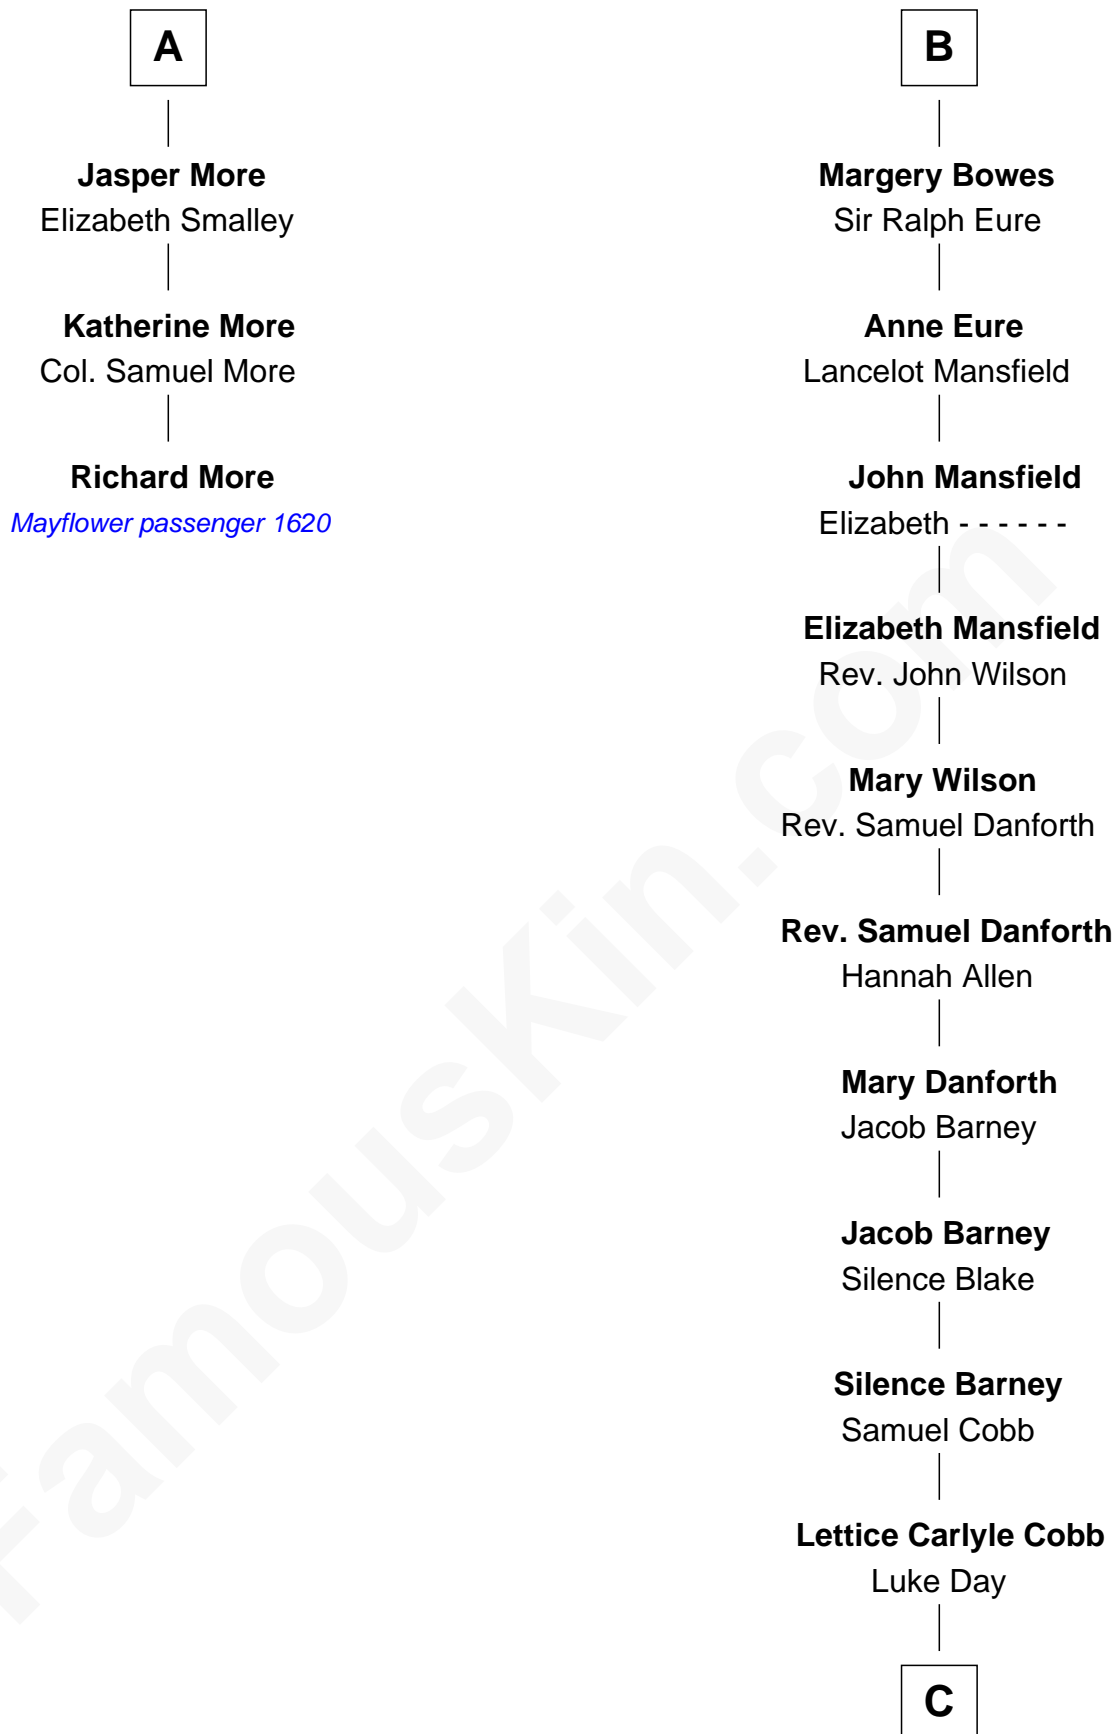 A
Jasper More
Elizabeth Smalley
Katherine More
Col. Samuel More
Richard More
Mayflower passenger 1620
B
Margery Bowes
Sir Ralph Eure
Anne Eure
Lancelot Mansfield
John Mansfield
Elizabeth - - - - - -
Elizabeth Mansfield
Rev. John Wilson
Mary Wilson
Rev. Samuel Danforth
Rev. Samuel Danforth
Hannah Allen
Mary Danforth
Jacob Barney
Jacob Barney
Silence Blake
Silence Barney
Samuel Cobb
Lettice Carlyle Cobb
Luke Day
C
FamousKin.com